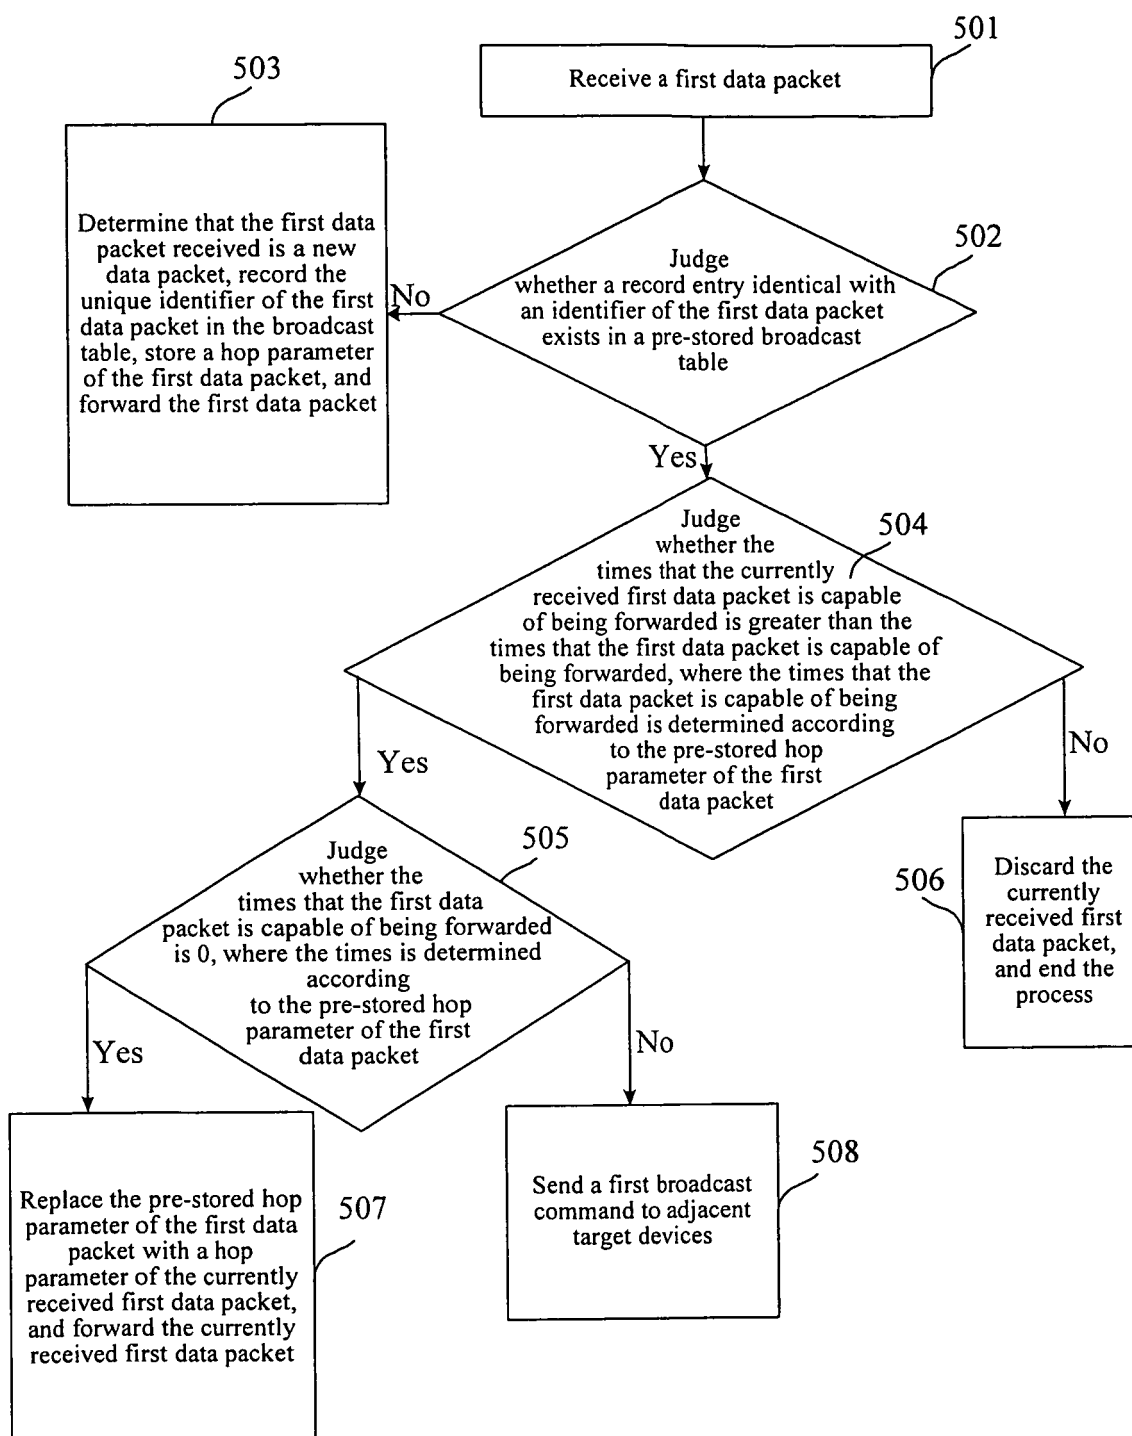 501
Receive a first data packet
503
Determine that the first data
packet received is a new
data packet, record the
unique identifier of the first
data packet in the broadcast
table, store a hop parameter
of the first data packet, and
forward the first data packet
No
502
Judge
whether a record entry identical with
an identifier of the first data packet
exists in a pre-stored broadcast
table
Yes
504
Judge
whether the
times that the currently
received first data packet is capable
of being forwarded is greater than the
times that the first data packet is capable of
being forwarded, where the times that the
first data packet is capable of being
forwarded is determined according
to the pre-stored hop
parameter of the first
data packet
Yes
No
505
Judge
whether the
times that the first data
packet is capable of being forwarded
is 0, where the times is determined
according
to the pre-stored hop
parameter of the first
data packet
506
Discard the
currently
received first
data packet,
and end the
process
Yes
No
507
Replace the pre-stored hop
parameter of the first data
packet with a hop
parameter of the currently
received first data packet,
and forward the currently
received first data packet
508
Send a first broadcast
command to adjacent
target devices